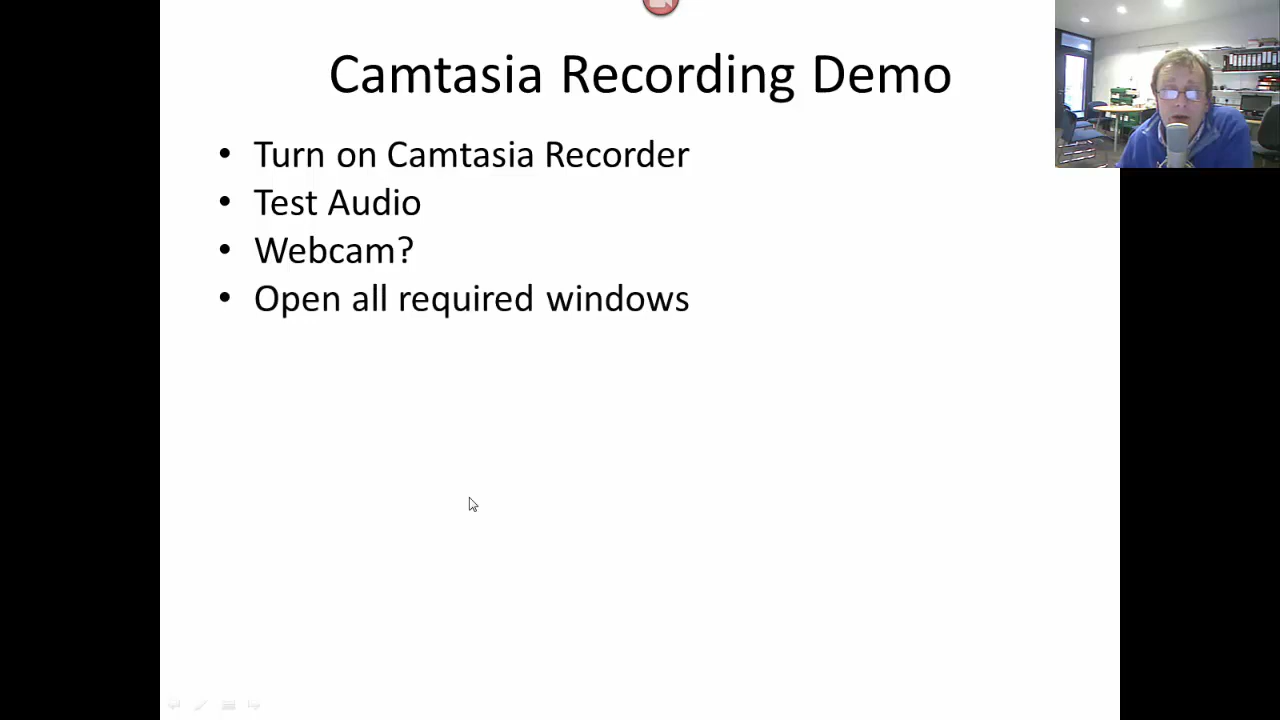 Camtasia Recording Demo
• Turn on Camtasia Recorder
• Test Audio
• Webcam?
• Open all required windows